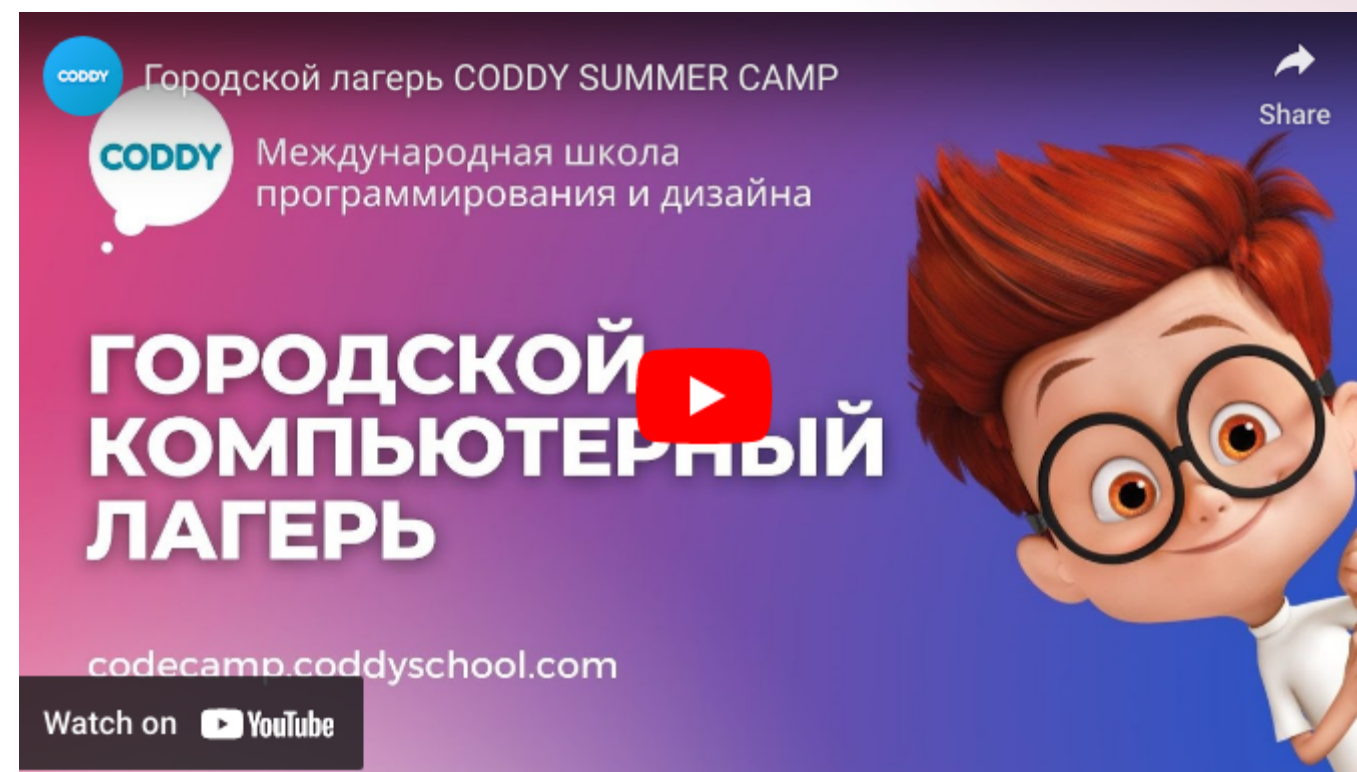 CODDY
Городской лагерь CODDY SUMMER CAMP
Share
CODDY
Международная школа
программирования и дизайна
ГОРОДСКОЙ
КОМПЬЮТЕРНЫЙ
ЛАГЕРЬ
codecamp.coddyschool.com
Watch on YouTube